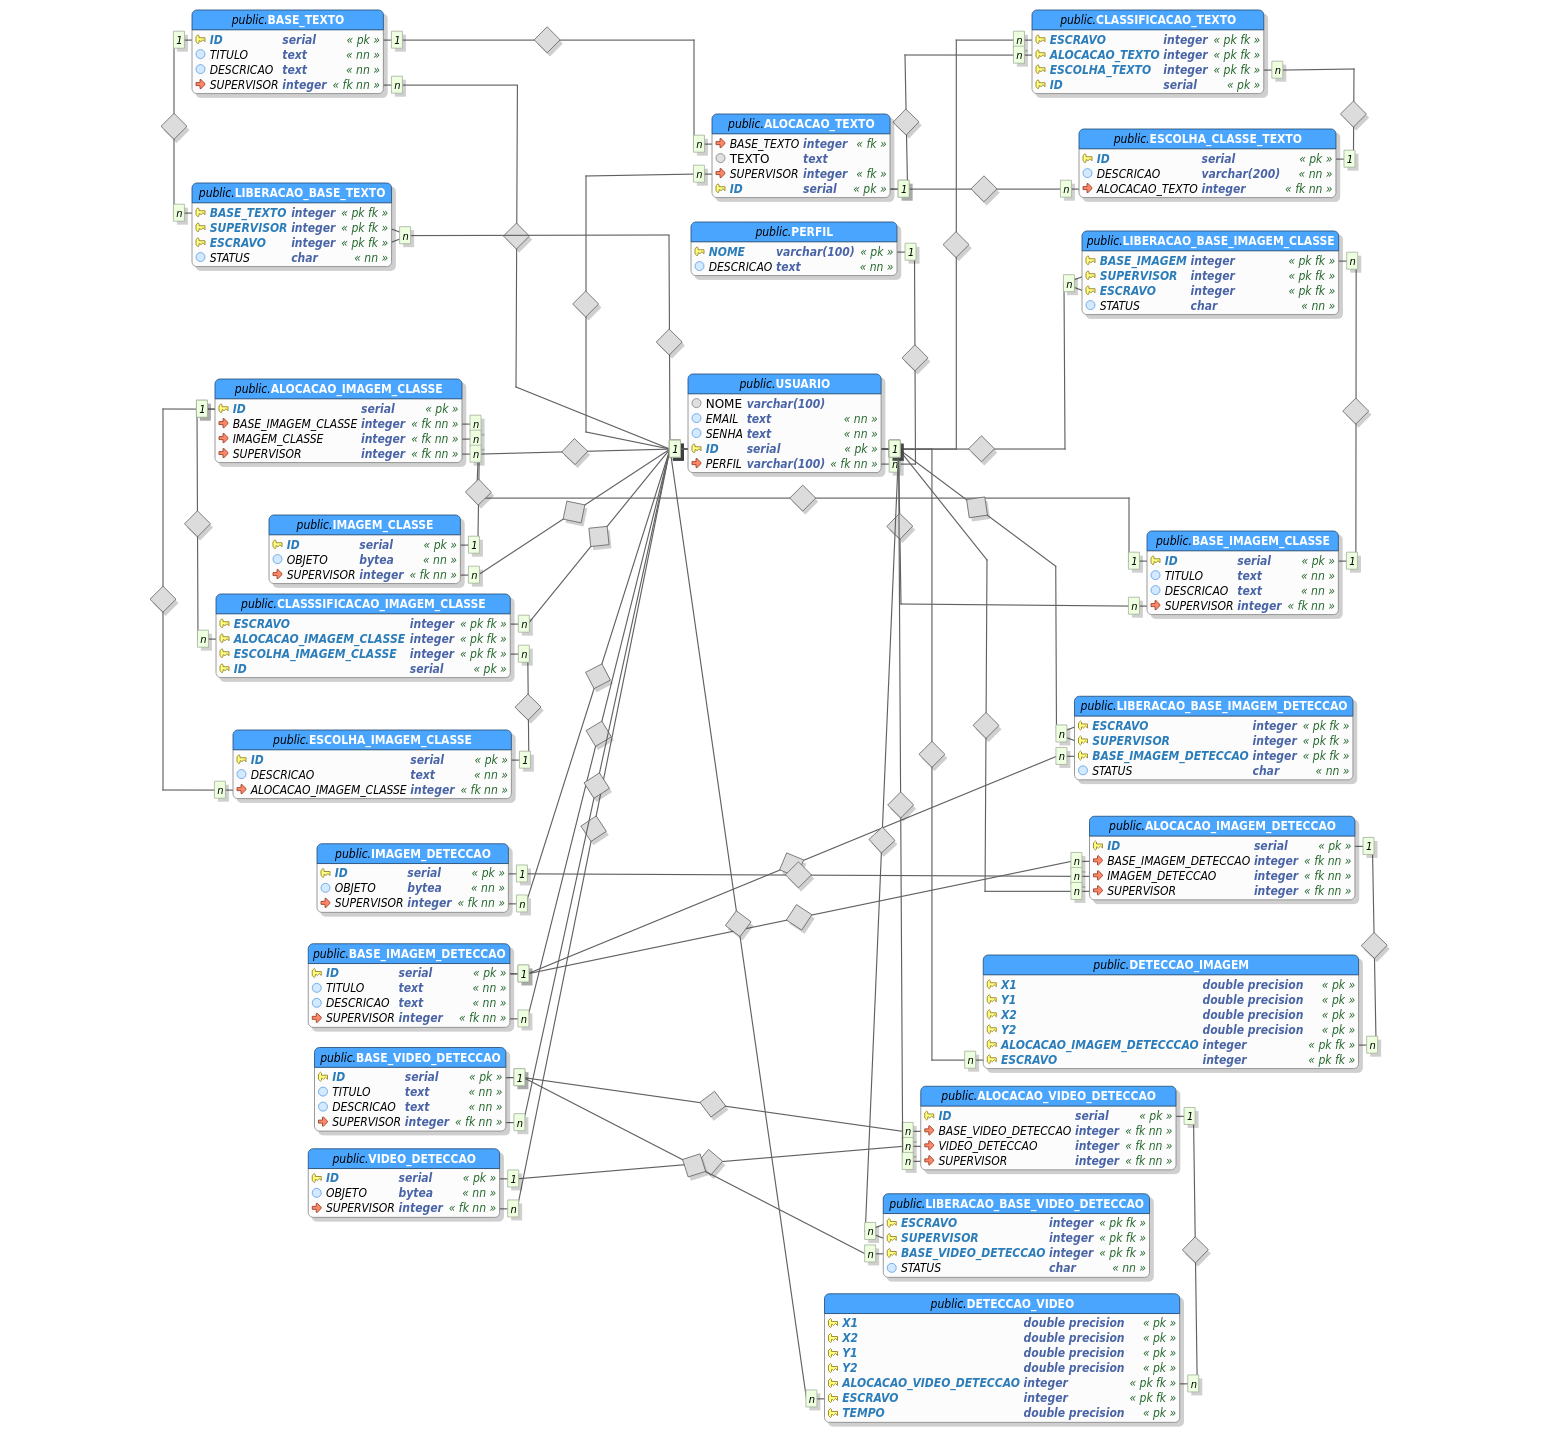 public.BASE_TEXTO
ID serial « pk »
TITULO text « nn »
DESCRICAO text « nn »
SUPERVISOR integer « fk nn »
1
1
n
public.CLASSIFICACAO_TEXTO
ESCRAVO integer « pk fk »
ALOCACAO_TEXTO integer « pk fk »
ESCOLHA_TEXTO integer « pk fk »
ID serial « pk »
n
n
n
public.ALOCACAO_TEXTO
BASE_TEXTO integer « fk »
TEXTO text
SUPERVISOR integer « fk »
ID serial « pk »
n
n
1
public.ESCOLHA_CLASSE_TEXTO
ID serial « pk »
DESCRICAO varchar(200) « nn »
ALOCACAO_TEXTO integer « fk nn »
1
n
public.LIBERACAO_BASE_TEXTO
BASE_TEXTO integer « pk fk »
SUPERVISOR integer « pk fk »
ESCRAVO integer « pk fk »
STATUS char « nn »
n
n
public.PERFIL
NOME varchar(100) « pk »
DESCRICAO text « nn »
1
public.LIBERACAO_BASE_IMAGEM_CLASSE
BASE_IMAGEM integer « pk fk »
SUPERVISOR integer « pk fk »
ESCRAVO integer « pk fk »
STATUS char « nn »
n
n
public.USUARIO
NOME varchar(100)
EMAIL text « nn »
SENHA text « nn »
ID serial « pk »
PERFIL varchar(100) « fk nn »
1
1
n
public.ALOCACAO_IMAGEM_CLASSE
ID serial « pk »
BASE_IMAGEM_CLASSE integer « fk nn »
IMAGEM_CLASSE integer « fk nn »
SUPERVISOR integer « fk nn »
1
n
n
n
public.IMAGEM_CLASSE
ID serial « pk »
OBJETO bytea « nn »
SUPERVISOR integer « fk nn »
1
n
public.BASE_IMAGEM_CLASSE
ID serial « pk »
TITULO text « nn »
DESCRICAO text « nn »
SUPERVISOR integer « fk nn »
1
1
n
public.CLASSSIFICACAO_IMAGEM_CLASSE
ESCRAVO integer « pk fk »
ALOCACAO_IMAGEM_CLASSE integer « pk fk »
ESCOLHA_IMAGEM_CLASSE integer « pk fk »
ID serial « pk »
n
n
n
public.LIBERACAO_BASE_IMAGEM_DETECCAO
ESCRAVO integer « pk fk »
SUPERVISOR integer « pk fk »
BASE_IMAGEM_DETECCAO integer « pk fk »
STATUS char « nn »
n
n
public.ESCOLHA_IMAGEM_CLASSE
ID serial « pk »
DESCRICAO text « nn »
ALOCACAO_IMAGEM_CLASSE integer « fk nn »
1
n
public.ALOCACAO_IMAGEM_DETECCAO
ID serial « pk »
BASE_IMAGEM_DETECCAO integer « fk nn »
IMAGEM_DETECCAO integer « fk nn »
SUPERVISOR integer « fk nn »
1
n
n
n
public.IMAGEM_DETECCAO
ID serial « pk »
OBJETO bytea « nn »
SUPERVISOR integer « fk nn »
1
n
public.BASE_IMAGEM_DETECCAO
ID serial « pk »
TITULO text « nn »
DESCRICAO text « nn »
SUPERVISOR integer « fk nn »
1
n
public.DETECCAO_IMAGEM
X1 double precision « pk »
Y1 double precision « pk »
X2 double precision « pk »
Y2 double precision « pk »
ALOCACAO_IMAGEM_DETECCCAO integer « pk fk »
ESCRAVO integer « pk fk »
n
n
public.BASE_VIDEO_DETECCAO
ID serial « pk »
TITULO text « nn »
DESCRICAO text « nn »
SUPERVISOR integer « fk nn »
1
n
public.ALOCACAO_VIDEO_DETECCAO
ID serial « pk »
BASE_VIDEO_DETECCAO integer « fk nn »
VIDEO_DETECCAO integer « fk nn »
SUPERVISOR integer « fk nn »
1
n
n
n
public.VIDEO_DETECCAO
ID serial « pk »
OBJETO bytea « nn »
SUPERVISOR integer « fk nn »
1
n
public.LIBERACAO_BASE_VIDEO_DETECCAO
ESCRAVO integer « pk fk »
SUPERVISOR integer « pk fk »
BASE_VIDEO_DETECCAO integer « pk fk »
STATUS char « nn »
n
n
public.DETECCAO_VIDEO
X1 double precision « pk »
X2 double precision « pk »
Y1 double precision « pk »
Y2 double precision « pk »
ALOCACAO_VIDEO_DETECCAO integer « pk fk »
ESCRAVO integer « pk fk »
TEMPO double precision « pk »
n
n